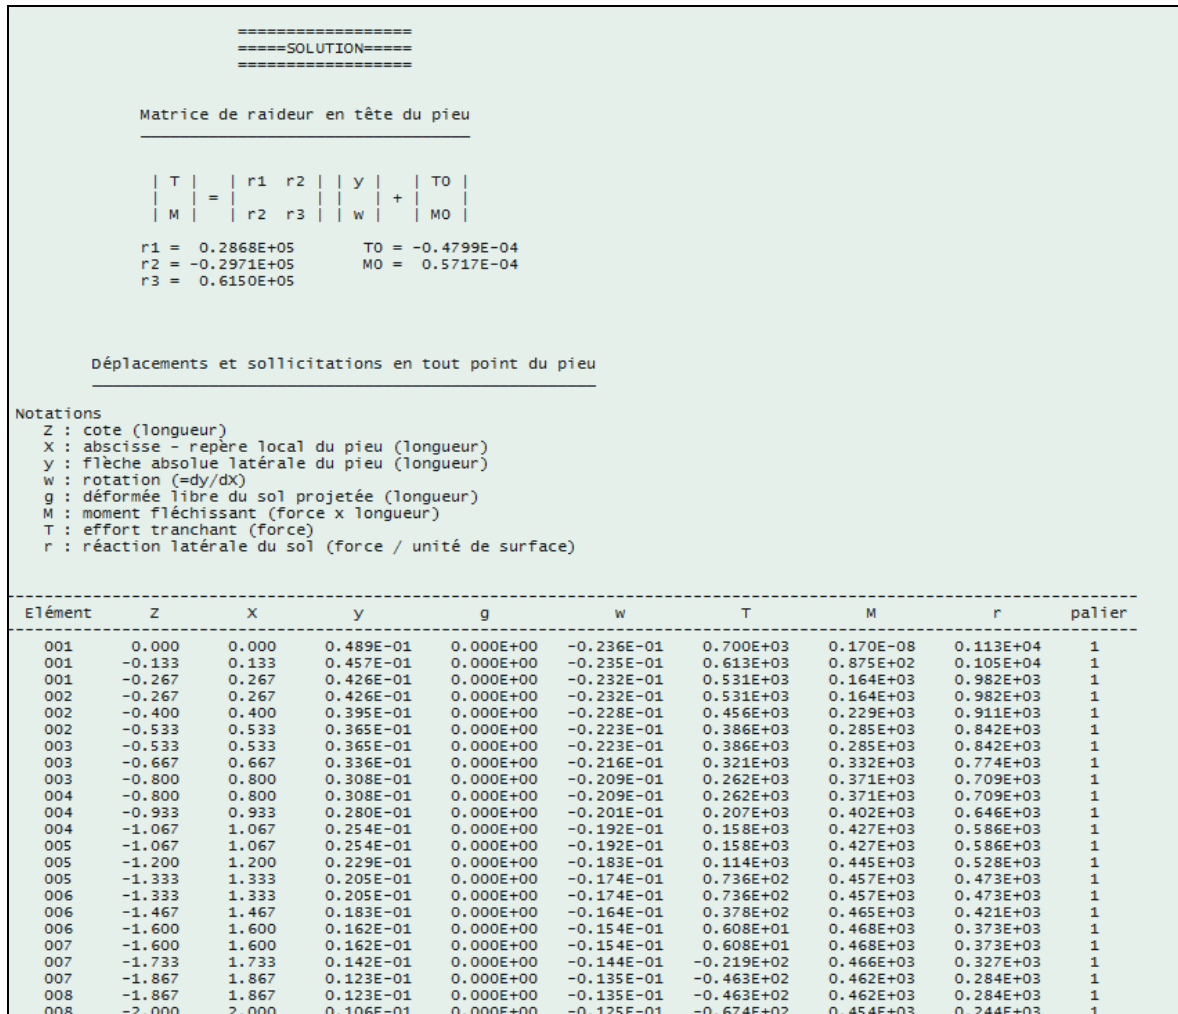 ==================
=====SOLUTION=====
==================
Matrice de raideur en tête du pieu
| T |   | r1  r2 | | y |   | T0 |
|   | = |        | |   | + |    |
| M |   | r2  r3 | | w |   | M0 |
r1 =  0.2868E+05       T0 = -0.4799E-04
r2 = -0.2971E+05       M0 =  0.5717E-04
r3 =  0.6150E+05
Déplacements et sollicitations en tout point du pieu
Notations
Z : cote (longueur)
X : abscisse - repère local du pieu (longueur)
y : flèche absolue latérale du pieu (longueur)
w : rotation (=dy/dX)
g : déformée libre du sol projetée (longueur)
M : moment fléchissant (force x longueur)
T : effort tranchant (force)
r : réaction latérale du sol (force / unité de surface)
Elément Z X y g w T M r palier
001 0.000 0.000 0.489E-01 0.000E+00 -0.236E-01 0.700E+03 0.170E-08 0.113E+04 1
001 -0.133 0.133 0.457E-01 0.000E+00 -0.235E-01 0.613E+03 0.875E+02 0.105E+04 1
001 -0.267 0.267 0.426E-01 0.000E+00 -0.232E-01 0.531E+03 0.164E+03 0.982E+03 1
002 -0.267 0.267 0.426E-01 0.000E+00 -0.232E-01 0.531E+03 0.164E+03 0.982E+03 1
002 -0.400 0.400 0.395E-01 0.000E+00 -0.228E-01 0.456E+03 0.229E+03 0.911E+03 1
002 -0.533 0.533 0.365E-01 0.000E+00 -0.223E-01 0.386E+03 0.285E+03 0.842E+03 1
003 -0.533 0.533 0.365E-01 0.000E+00 -0.223E-01 0.386E+03 0.285E+03 0.842E+03 1
003 -0.667 0.667 0.336E-01 0.000E+00 -0.216E-01 0.321E+03 0.332E+03 0.774E+03 1
003 -0.800 0.800 0.308E-01 0.000E+00 -0.209E-01 0.262E+03 0.371E+03 0.709E+03 1
004 -0.800 0.800 0.308E-01 0.000E+00 -0.209E-01 0.262E+03 0.371E+03 0.709E+03 1
004 -0.933 0.933 0.280E-01 0.000E+00 -0.201E-01 0.207E+03 0.402E+03 0.646E+03 1
004 -1.067 1.067 0.254E-01 0.000E+00 -0.192E-01 0.158E+03 0.427E+03 0.586E+03 1
005 -1.067 1.067 0.254E-01 0.000E+00 -0.192E-01 0.158E+03 0.427E+03 0.586E+03 1
005 -1.200 1.200 0.229E-01 0.000E+00 -0.183E-01 0.114E+03 0.445E+03 0.528E+03 1
005 -1.333 1.333 0.205E-01 0.000E+00 -0.174E-01 0.736E+02 0.457E+03 0.473E+03 1
006 -1.333 1.333 0.205E-01 0.000E+00 -0.174E-01 0.736E+02 0.457E+03 0.473E+03 1
006 -1.467 1.467 0.183E-01 0.000E+00 -0.164E-01 0.378E+02 0.465E+03 0.421E+03 1
006 -1.600 1.600 0.162E-01 0.000E+00 -0.154E-01 0.608E+01 0.468E+03 0.373E+03 1
007 -1.600 1.600 0.162E-01 0.000E+00 -0.154E-01 0.608E+01 0.468E+03 0.373E+03 1
007 -1.733 1.733 0.142E-01 0.000E+00 -0.144E-01 -0.219E+02 0.466E+03 0.327E+03 1
007 -1.867 1.867 0.123E-01 0.000E+00 -0.135E-01 -0.463E+02 0.462E+03 0.284E+03 1
008 -1.867 1.867 0.123E-01 0.000E+00 -0.135E-01 -0.463E+02 0.462E+03 0.284E+03 1
008 -2.000 2.000 0.106E-01 0.000E+00 -0.125E-01 -0.674E+02 0.454E+03 0.244E+03 1